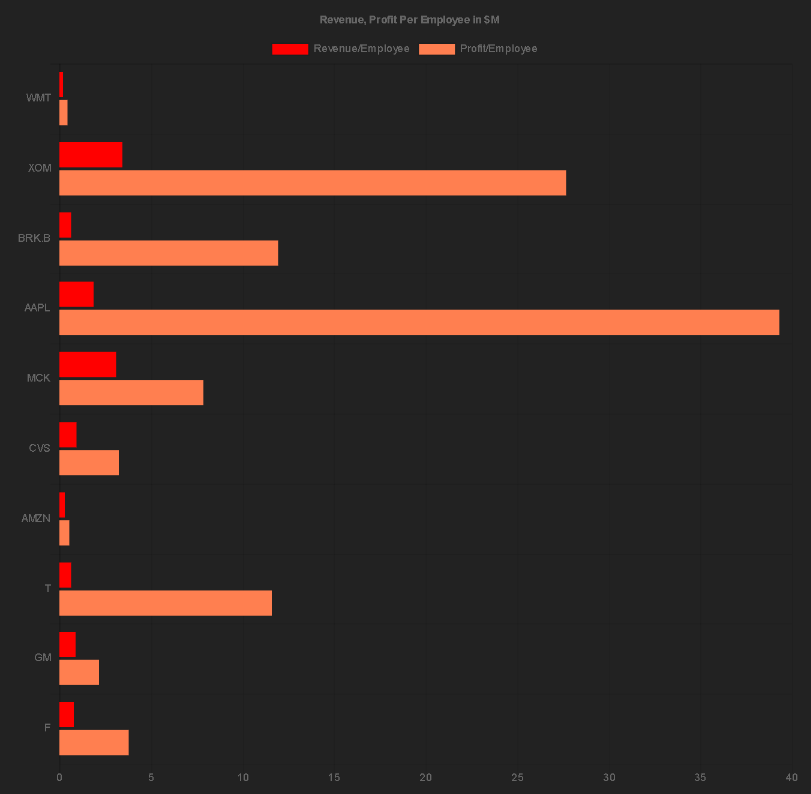 Revenue, Profit Per Employee in $M
Revenue/Employee Profit/Employee
WMT
XOM
BRK.B
AAPL
MCK
CVS
AMZN
T
GM
F
0 5 10 15 20 25 30 35 40